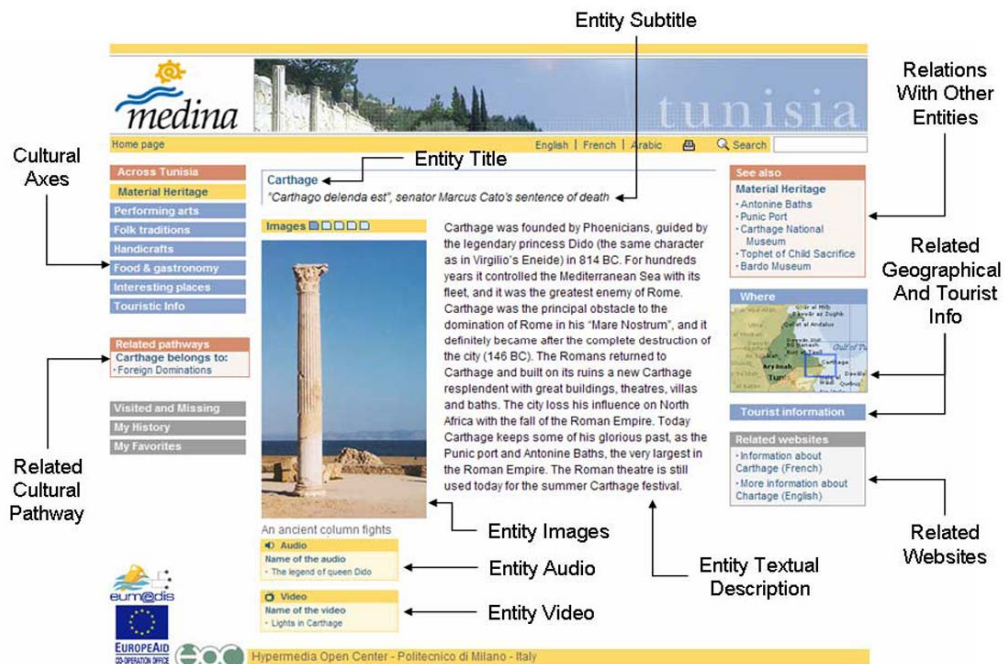 Entity Subtitle
Relations
With Other
Entities
medina
tunisia
Home page
English | French | Arabic
Search
Cultural
Axes
Entity Title
Across Tunisia
Material Heritage
Performing arts
Folk traditions
Handicrafts
Food & gastronomy
Interesting places
Touristic Info
Carthage
"Carthago delenda est", senator Marcus Cato's sentence of death
See also
Material Heritage
· Antonine Baths
· Punic Port
· Carthage National
Museum
· Tophet of Child Sacrifice
· Bardo Museum
Images
Carthage was founded by Phoenicians, guided by
the legendary princess Dido (the same character
as in Virgilio's Eneide) in 814 BC. For hundreds
years it controlled the Mediterranean Sea with its
fleet, and it was the greatest enemy of Rome.
Carthage was the principal obstacle to the
domination of Rome in his "Mare Nostrum", and it
definitely became after the complete destruction of
the city (146 BC). The Romans returned to
Carthage and built on its ruins a new Carthage
resplendent with great buildings, theatres, villas
and baths. The city loss his influence on North
Africa with the fall of the Roman Empire. Today
Carthage keeps some of his glorious past, as the
Punic port and Antonine Baths, the very largest in
the Roman Empire. The Roman theatre is still
used today for the summer Carthage festival.
Related
Geographical
And Tourist
Info
Where
Carthage
Tourist information
Related pathways
Carthage belongs to:
· Foreign Dominations
Visited and Missing
My History
My Favorites
Related websites
· Information about
Carthage (French)
· More information about
Chartage (English)
Related
Cultural
Pathway
Related
Websites
An ancient column fights
Entity Images
Audio
Name of the audio
· The legend of queen Dido
Entity Audio
Entity Textual
Description
Video
Name of the video
· Lights in Carthage
Entity Video
eum@dis
EUROPEAID
CO-OPERATION OFFICE
Hypermedia Open Center - Politecnico di Milano - Italy